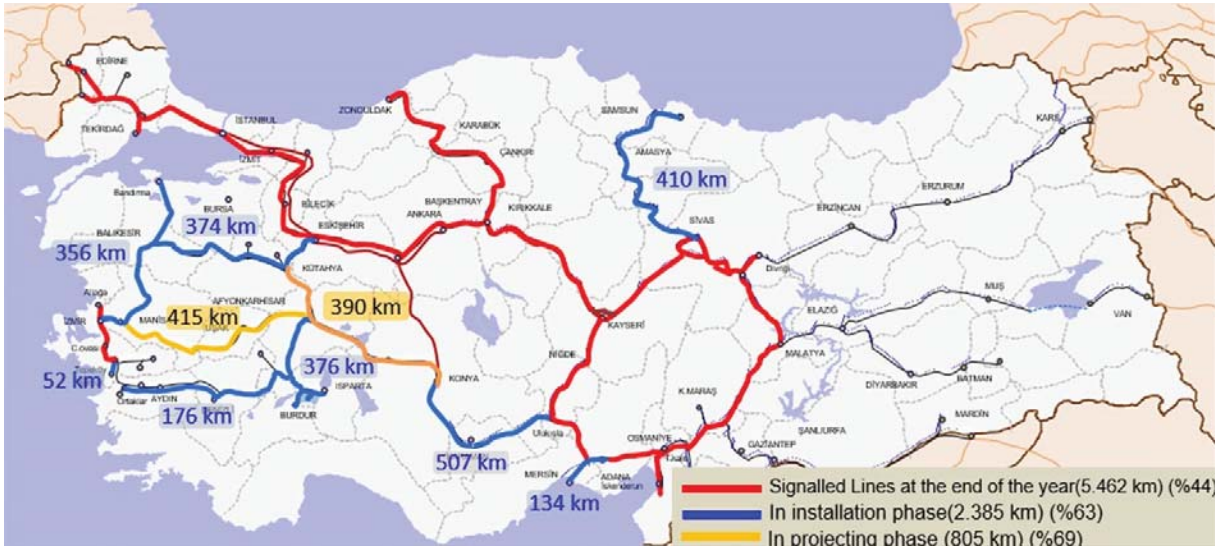 EDİRNE
TEKİRDAĞ
İSTANBUL
İZMİT
ZONGULDAK
KARABÜK
ÇANKIRI
SAMSUN
AMASYA
410 km
KARS
ERZURUM
ERZİNCAN
Bandırma
BURSA
374 km
BİLECİK
ESKİŞEHİR
BAŞKENTRAY
ANKARA
KIRIKKALE
SİVAS
Divriği
BALIKESİR
356 km
KÜTAHYA
AFYONKARHİSAR
415 km
390 km
UŞAK
Aliağa
İZMİR
MANİSA
KAYSERİ
ELAZIĞ
MUŞ
VAN
MALATYA
NİĞDE
52 km
376 km
ISPARTA
KONYA
DİYARBAKIR
BATMAN
Ortaklar
AYDIN
176 km
BURDUR
K.MARAŞ
MARDİN
Ulukışla
OSMANİYE
GAZİANTEP
ŞANLIURFA
507 km
MERSİN
134 km
ADANA
İskenderun
Signalled Lines at the end of the year(5.462 km) (%44)
In installation phase(2.385 km) (%63)
In projecting phase (805 km) (%69)